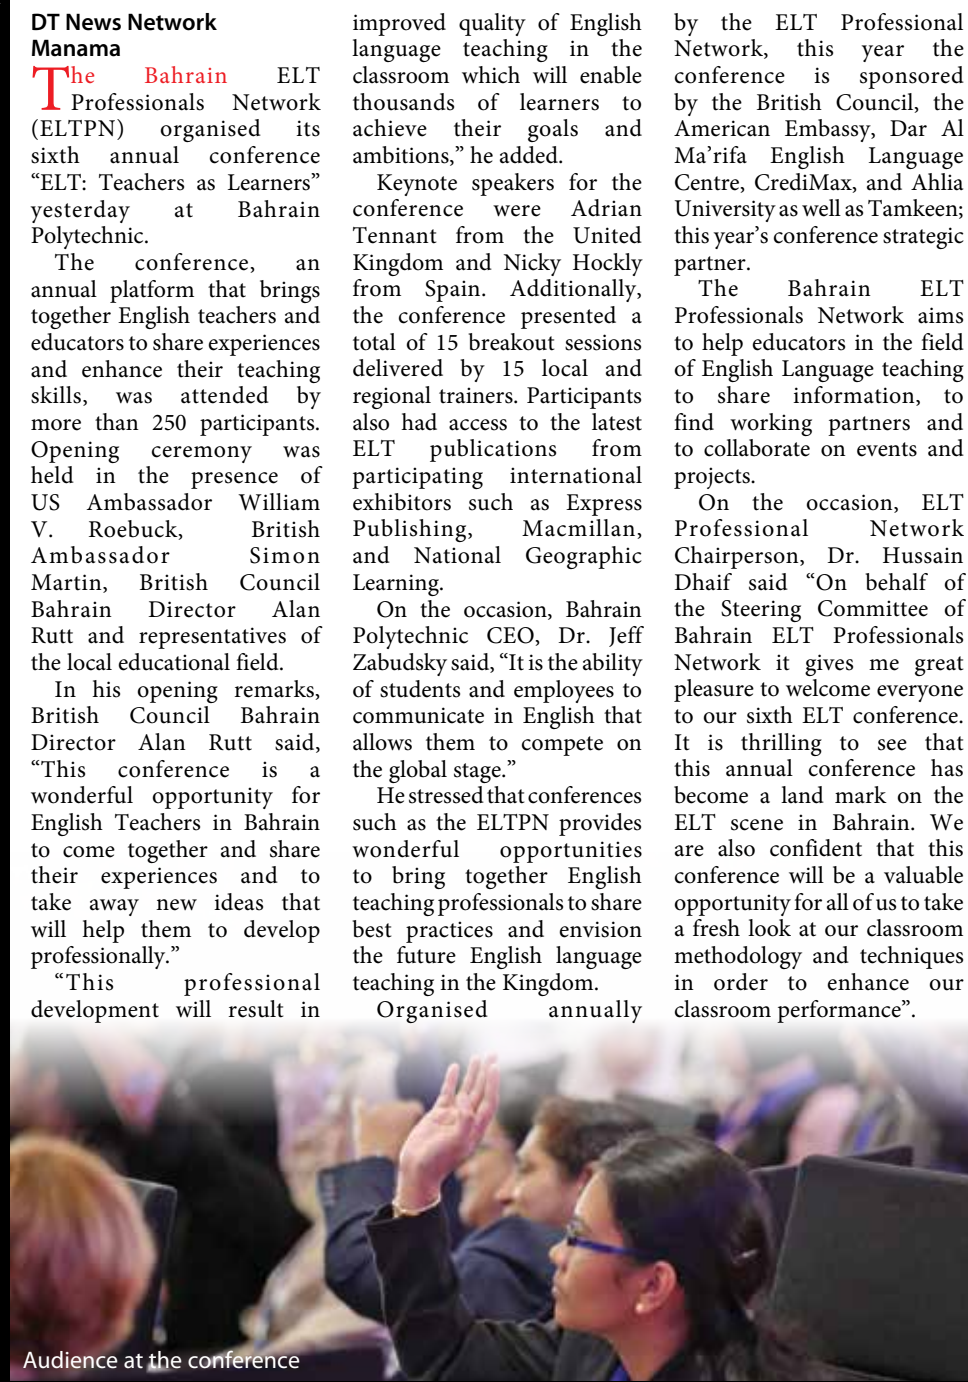 DT News Network
Manama
The Bahrain ELT
Professionals Network
(ELTPN) organised its
sixth annual conference
“ELT: Teachers as Learners”
yesterday at Bahrain
Polytechnic.
The conference, an
annual platform that brings
together English teachers and
educators to share experiences
and enhance their teaching
skills, was attended by
more than 250 participants.
Opening ceremony was
held in the presence of
US Ambassador William
V. Roebuck, British
Ambassador Simon
Martin, British Council
Bahrain Director Alan
Rutt and representatives of
the local educational field.
In his opening remarks,
British Council Bahrain
Director Alan Rutt said,
“This conference is a
wonderful opportunity for
English Teachers in Bahrain
to come together and share
their experiences and to
take away new ideas that
will help them to develop
professionally.”
“This professional
development will result in
improved quality of English
language teaching in the
classroom which will enable
thousands of learners to
achieve their goals and
ambitions,” he added.
Keynote speakers for the
conference were Adrian
Tennant from the United
Kingdom and Nicky Hockly
from Spain. Additionally,
the conference presented a
total of 15 breakout sessions
delivered by 15 local and
regional trainers. Participants
also had access to the latest
ELT publications from
participating international
exhibitors such as Express
Publishing, Macmillan,
and National Geographic
Learning.
On the occasion, Bahrain
Polytechnic CEO, Dr. Jeff
Zabudsky said, “It is the ability
of students and employees to
communicate in English that
allows them to compete on
the global stage.”
He stressed that conferences
such as the ELTPN provides
wonderful opportunities
to bring together English
teaching professionals to share
best practices and envision
the future English language
teaching in the Kingdom.
Organised annually
by the ELT Professional
Network, this year the
conference is sponsored
by the British Council, the
American Embassy, Dar Al
Ma’rifa English Language
Centre, CrediMax, and Ahlia
University as well as Tamkeen;
this year’s conference strategic
partner.
The Bahrain ELT
Professionals Network aims
to help educators in the field
of English Language teaching
to share information, to
find working partners and
to collaborate on events and
projects.
On the occasion, ELT
Professional Network
Chairperson, Dr. Hussain
Dhaif said “On behalf of
the Steering Committee of
Bahrain ELT Professionals
Network it gives me great
pleasure to welcome everyone
to our sixth ELT conference.
It is thrilling to see that
this annual conference has
become a land mark on the
ELT scene in Bahrain. We
are also confident that this
conference will be a valuable
opportunity for all of us to take
a fresh look at our classroom
methodology and techniques
in order to enhance our
classroom performance”.
Audience at the conference